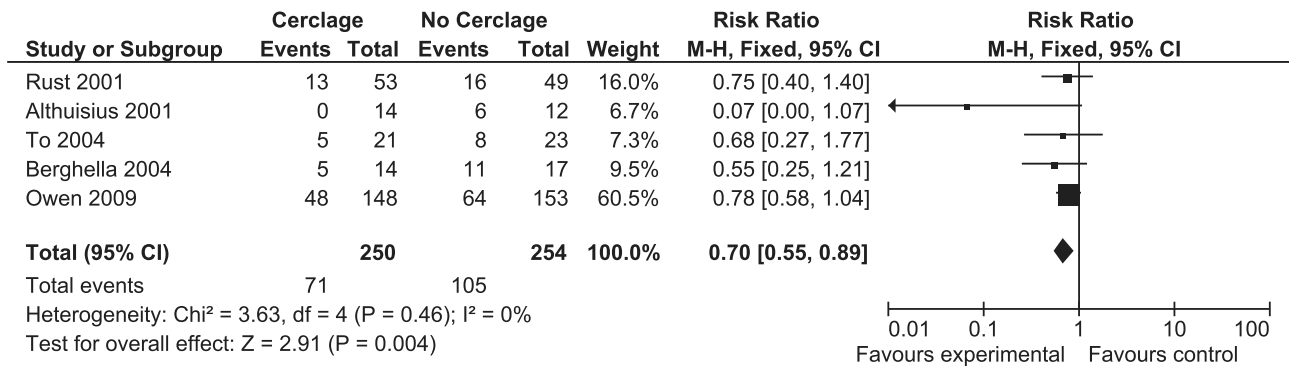 Cerclage No Cerclage Risk Ratio Risk Ratio
Study or Subgroup Events Total Events Total Weight M-H, Fixed, 95% CI M-H, Fixed, 95% CI
Rust 2001 13 53 16 49 16.0% 0.75 [0.40, 1.40]
Althuisius 2001 0 14 6 12 6.7% 0.07 [0.00, 1.07]
To 2004 5 21 8 23 7.3% 0.68 [0.27, 1.77]
Berghella 2004 5 14 11 17 9.5% 0.55 [0.25, 1.21]
Owen 2009 48 148 64 153 60.5% 0.78 [0.58, 1.04]
Total (95% CI) 250 254 100.0% 0.70 [0.55, 0.89]
Total events 71 105
Heterogeneity: Chi² = 3.63, df = 4 (P = 0.46); I² = 0%
Test for overall effect: Z = 2.91 (P = 0.004)
0.01 0.1 1 10 100
Favours experimental Favours control